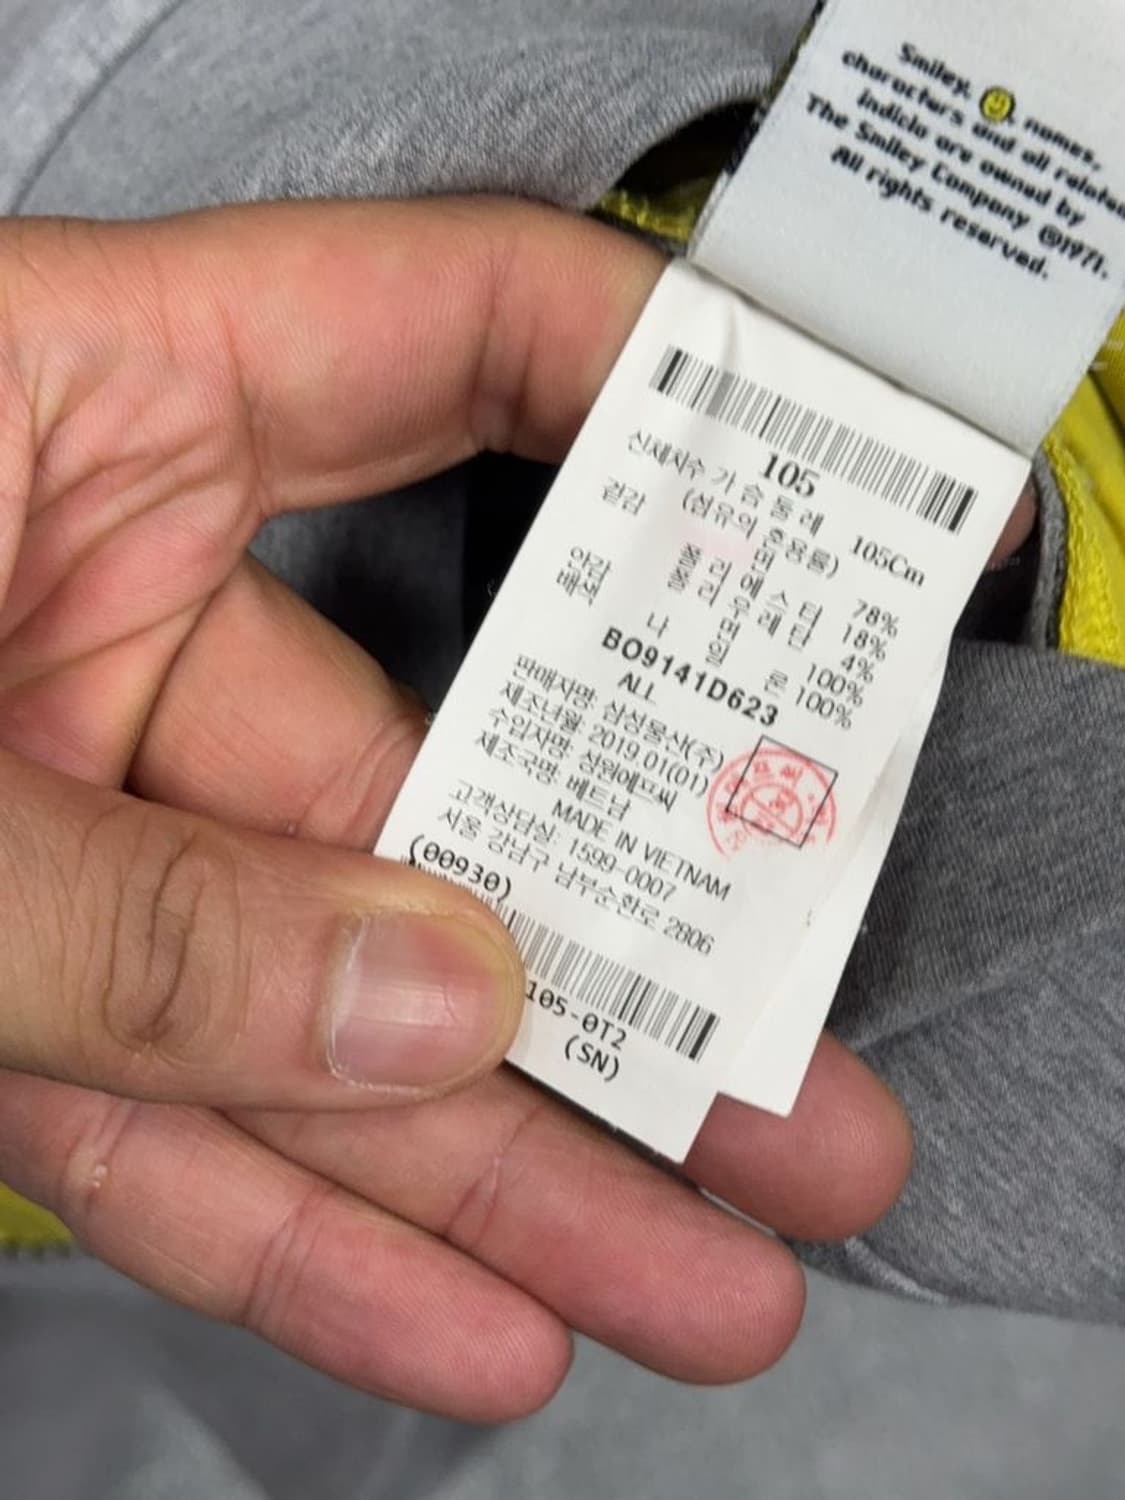 Smiley, names,
characters and all related
indicia are owned by
The Smiley Company ©1971.
All rights reserved.
105
신체치수 가 슴 둘 레 105Cm
겉감 (섬유의 혼용률)
78%
폴 리 에 스 터 18%
폴 리 우 레 탄 4%
안감 100%
배색 나 일 론 100%
BO9141D623
ALL
판매자명: 삼성물산(주)
제조년월: 2019.01(01)
수입자명: 성원에프씨
제조국명: 베트남
MADE IN VIETNAM
고객상담실: 1599-0007
서울 강남구 남부순환로 2806
(00930)
105-0T2
(SN)